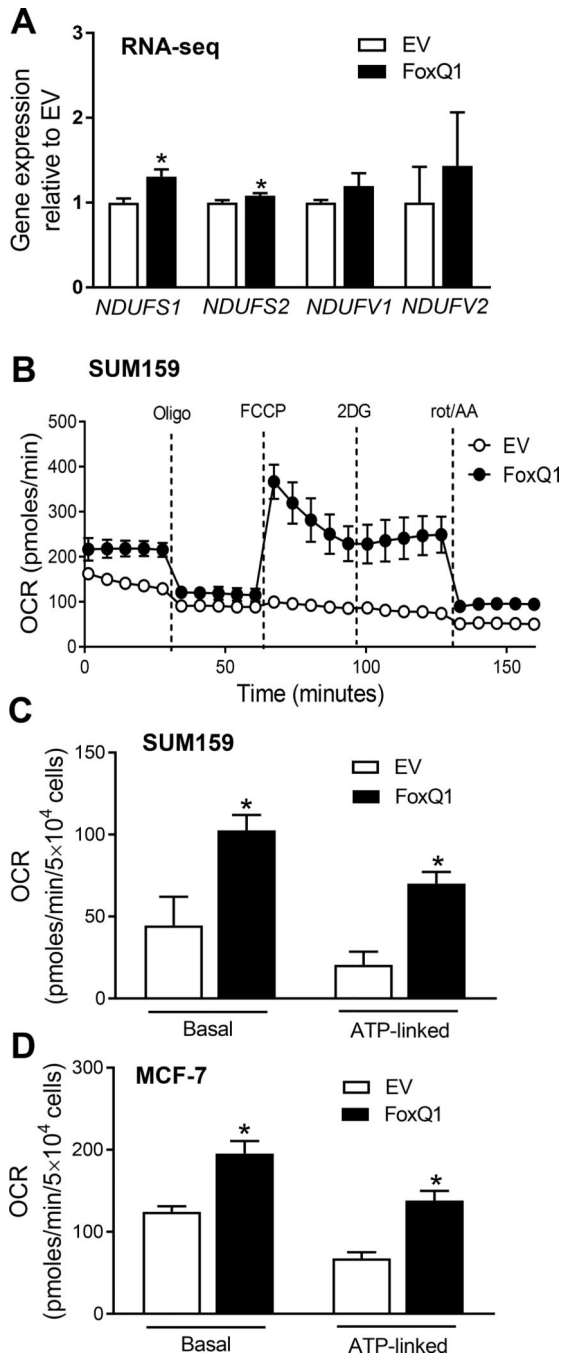 A
RNA-seq
EV
FoxQ1
Gene expression
relative to EV
3
2
1
0
*
*
NDUFS1 NDUFS2 NDUFV1 NDUFV2
B
SUM159
Oligo FCCP 2DG rot/AA
EV
FoxQ1
OCR (pmoles/min)
500
400
300
200
100
0
0 50 100 150
Time (minutes)
C
SUM159
EV
FoxQ1
OCR
(pmoles/min/5×10⁴ cells)
150
100
50
0
*
*
Basal ATP-linked
D
MCF-7
EV
FoxQ1
OCR
(pmoles/min/5×10⁴ cells)
300
200
100
0
*
*
Basal ATP-linked